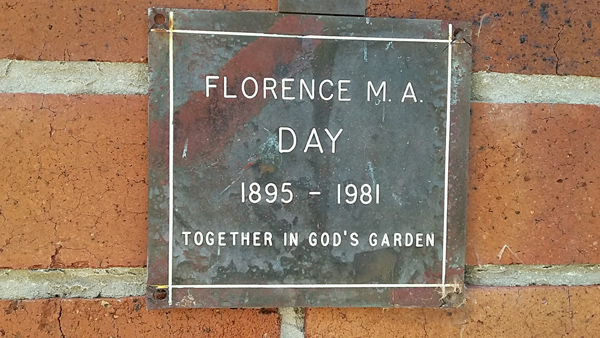 FLORENCE M. A.
DAY
1895 - 1981
TOGETHER IN GOD'S GARDEN